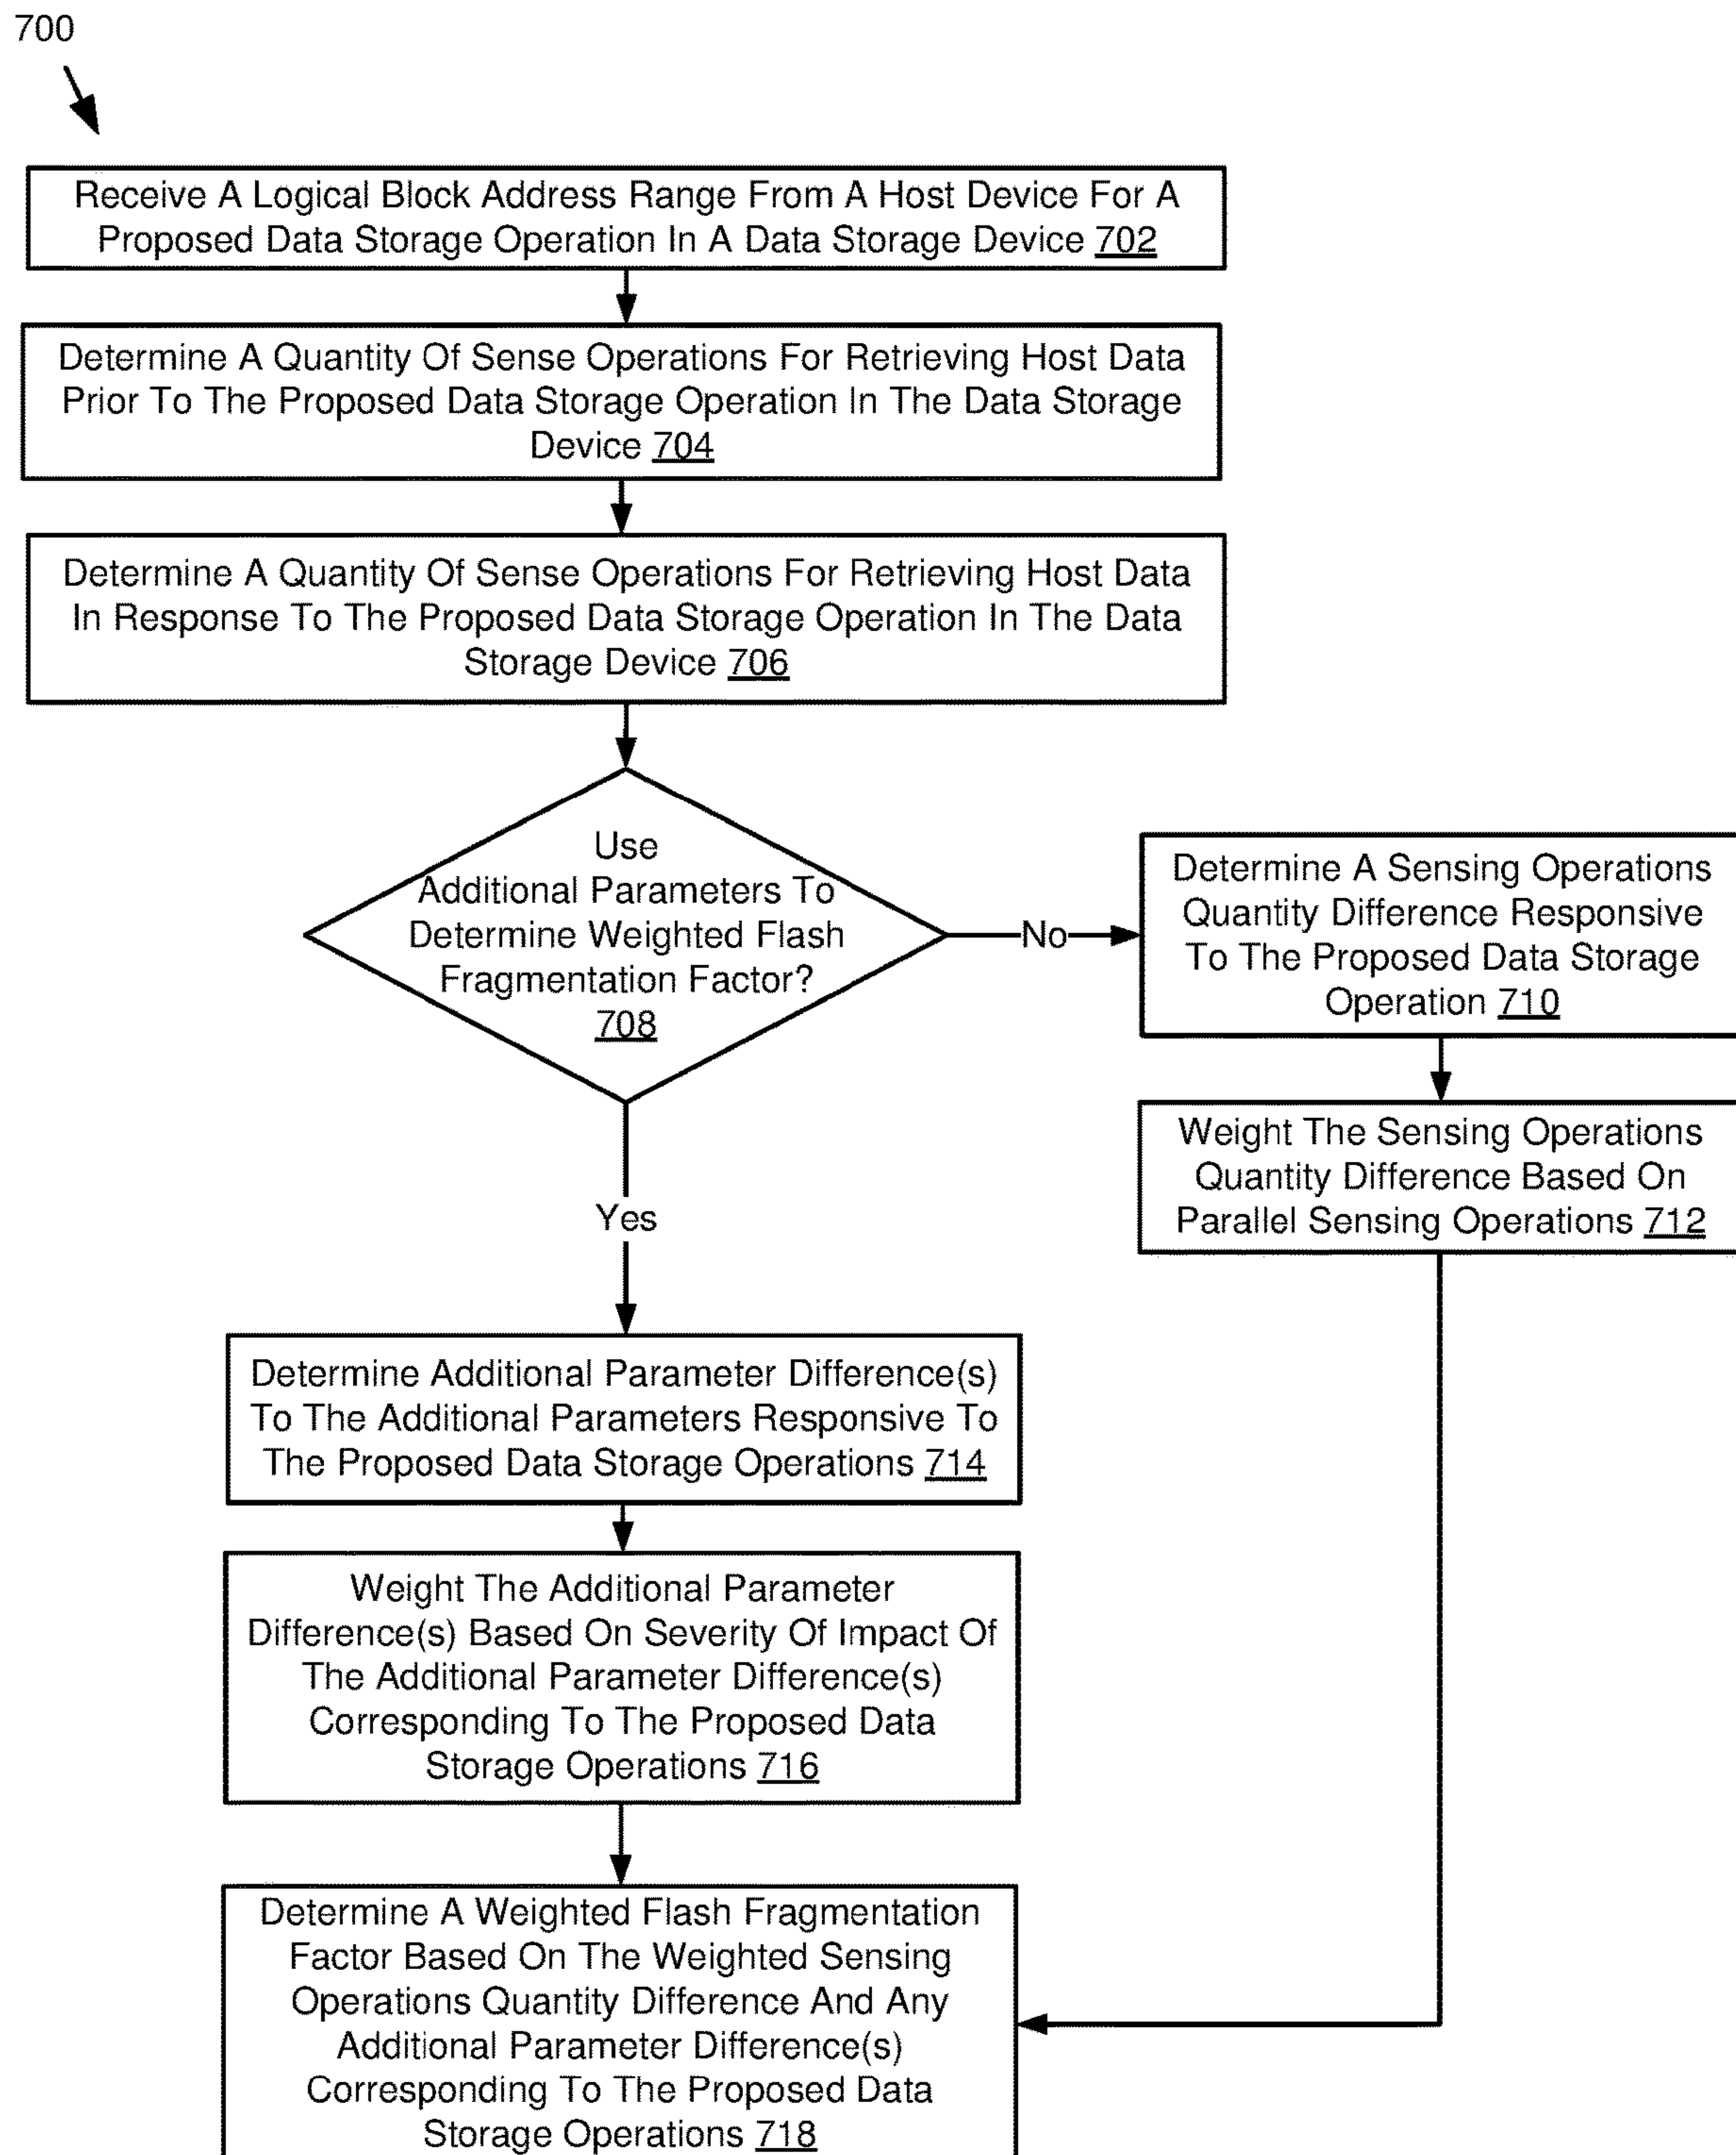 700
Receive A Logical Block Address Range From A Host Device For A
Proposed Data Storage Operation In A Data Storage Device 702
Determine A Quantity Of Sense Operations For Retrieving Host Data
Prior To The Proposed Data Storage Operation In The Data Storage
Device 704
Determine A Quantity Of Sense Operations For Retrieving Host Data
In Response To The Proposed Data Storage Operation In The Data
Storage Device 706
Use
Additional Parameters To
Determine Weighted Flash
Fragmentation Factor?
708
No
Determine A Sensing Operations
Quantity Difference Responsive
To The Proposed Data Storage
Operation 710
Weight The Sensing Operations
Quantity Difference Based On
Parallel Sensing Operations 712
Yes
Determine Additional Parameter Difference(s)
To The Additional Parameters Responsive To
The Proposed Data Storage Operations 714
Weight The Additional Parameter
Difference(s) Based On Severity Of Impact Of
The Additional Parameter Difference(s)
Corresponding To The Proposed Data
Storage Operations 716
Determine A Weighted Flash Fragmentation
Factor Based On The Weighted Sensing
Operations Quantity Difference And Any
Additional Parameter Difference(s)
Corresponding To The Proposed Data
Storage Operations 718